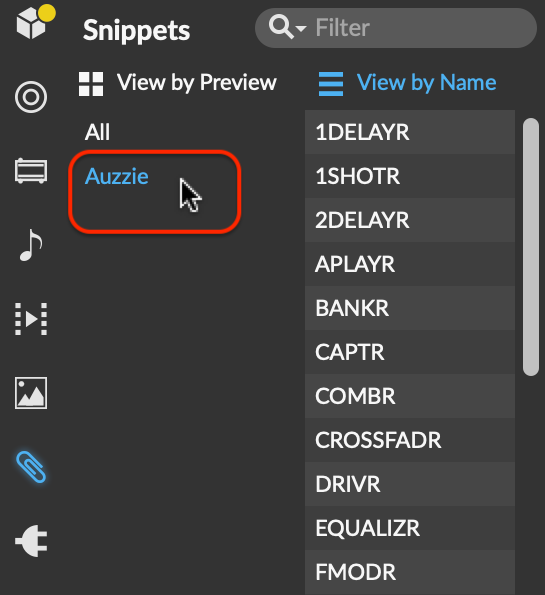 Snippets
Filter
View by Preview
View by Name
All
Auzzie
1DELAYR
1SHOTR
2DELAYR
APLAYR
BANKR
CAPTR
COMBR
CROSSFADR
DRIVR
EQUALIZR
FMODR